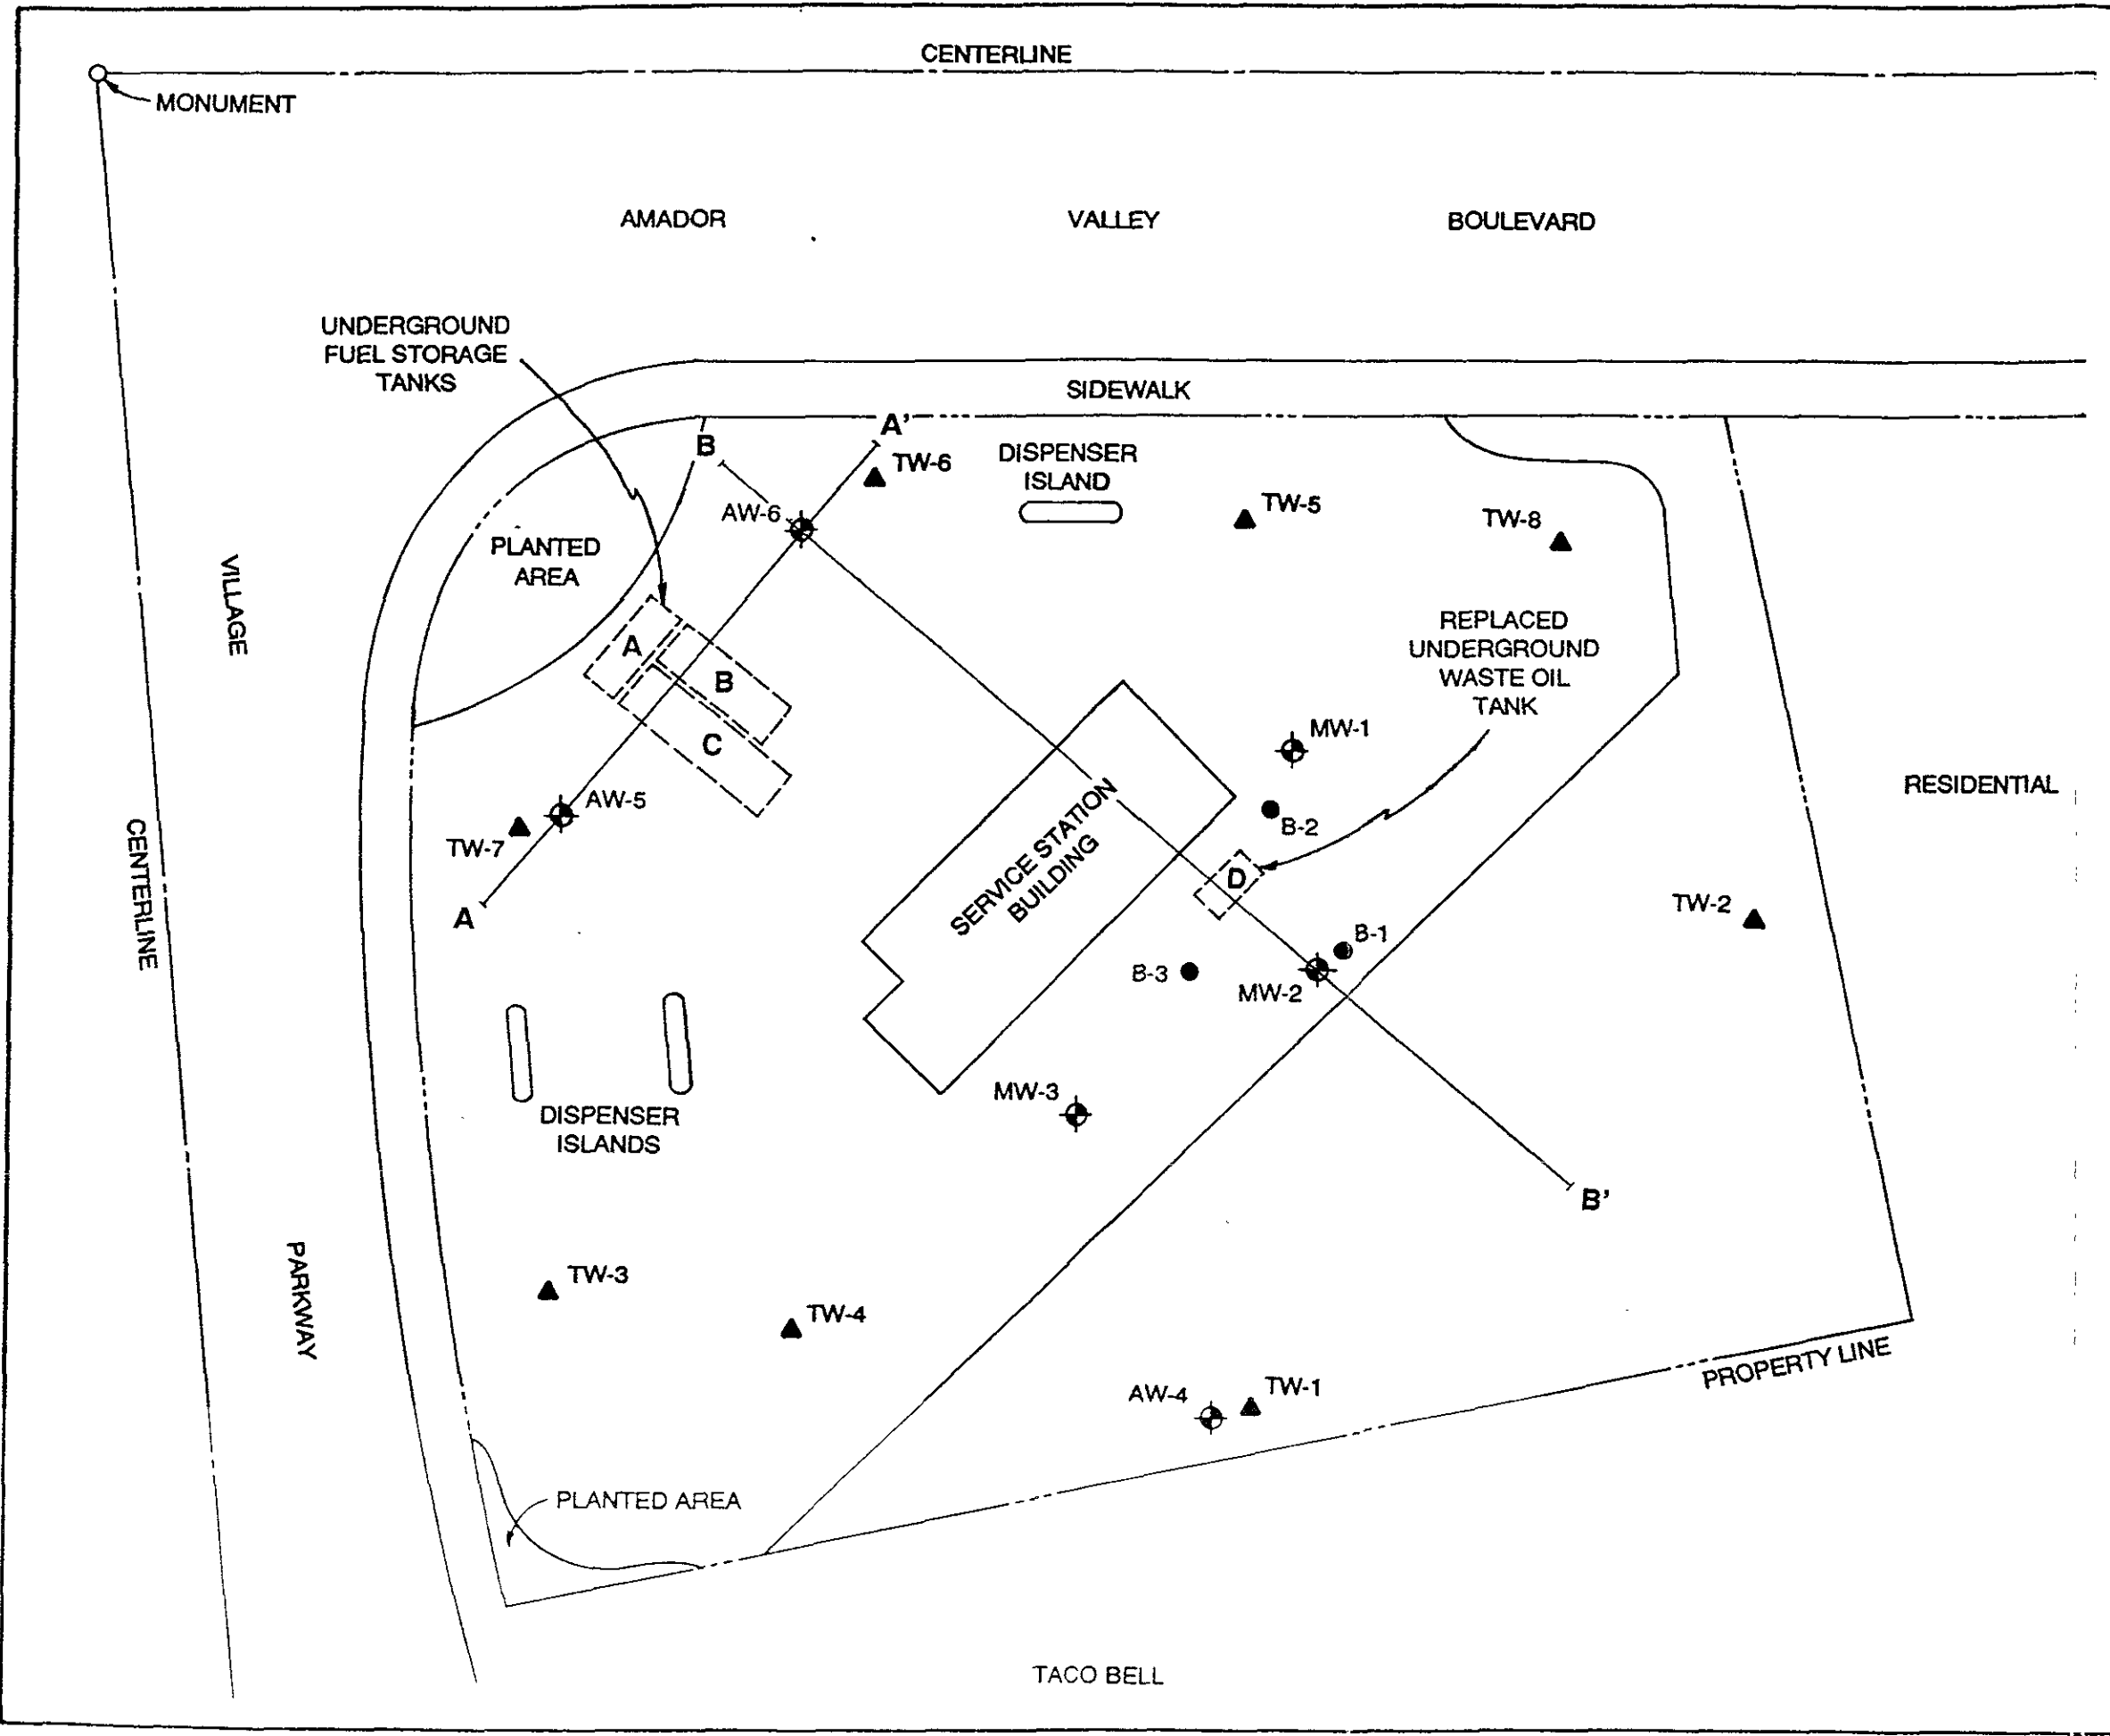 CENTERLINE
MONUMENT
AMADOR VALLEY BOULEVARD
UNDERGROUND
FUEL STORAGE
TANKS
SIDEWALK
A'
B
TW-6
DISPENSER
ISLAND
AW-6
TW-5
TW-8
PLANTED
AREA
VILLAGE
REPLACED
UNDERGROUND
WASTE OIL
TANK
A
B
C
MW-1
RESIDENTIAL
AW-5
B-2
TW-7
SERVICE STATION
BUILDING
D
CENTERLINE
A
TW-2
B-1
B-3
MW-2
MW-3
DISPENSER
ISLANDS
B'
PARKWAY
TW-3
TW-4
PROPERTY LINE
AW-4
TW-1
PLANTED AREA
TACO BELL